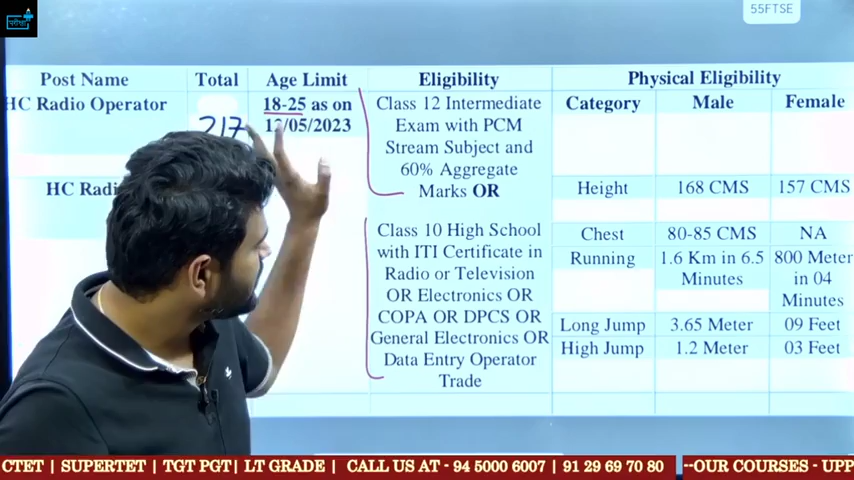 परीक्षा
55FTSE
Post Name Total Age Limit Eligibility Physical Eligibility
HC Radio Operator 217 18-25 as on 12/05/2023
HC Radi
Class 12 Intermediate
Exam with PCM
Stream Subject and
60% Aggregate
Marks OR
Class 10 High School
with ITI Certificate in
Radio or Television
OR Electronics OR
COPA OR DPCS OR
General Electronics OR
Data Entry Operator
Trade
Category Male Female
Height 168 CMS 157 CMS
Chest 80-85 CMS NA
Running 1.6 Km in 6.5 Minutes 800 Meter in 04 Minutes
Long Jump 3.65 Meter 09 Feet
High Jump 1.2 Meter 03 Feet
CTET | SUPERTET | TGT PGT| LT GRADE | CALL US AT - 94 5000 6007 | 91 29 69 70 80 --OUR COURSES - UPP